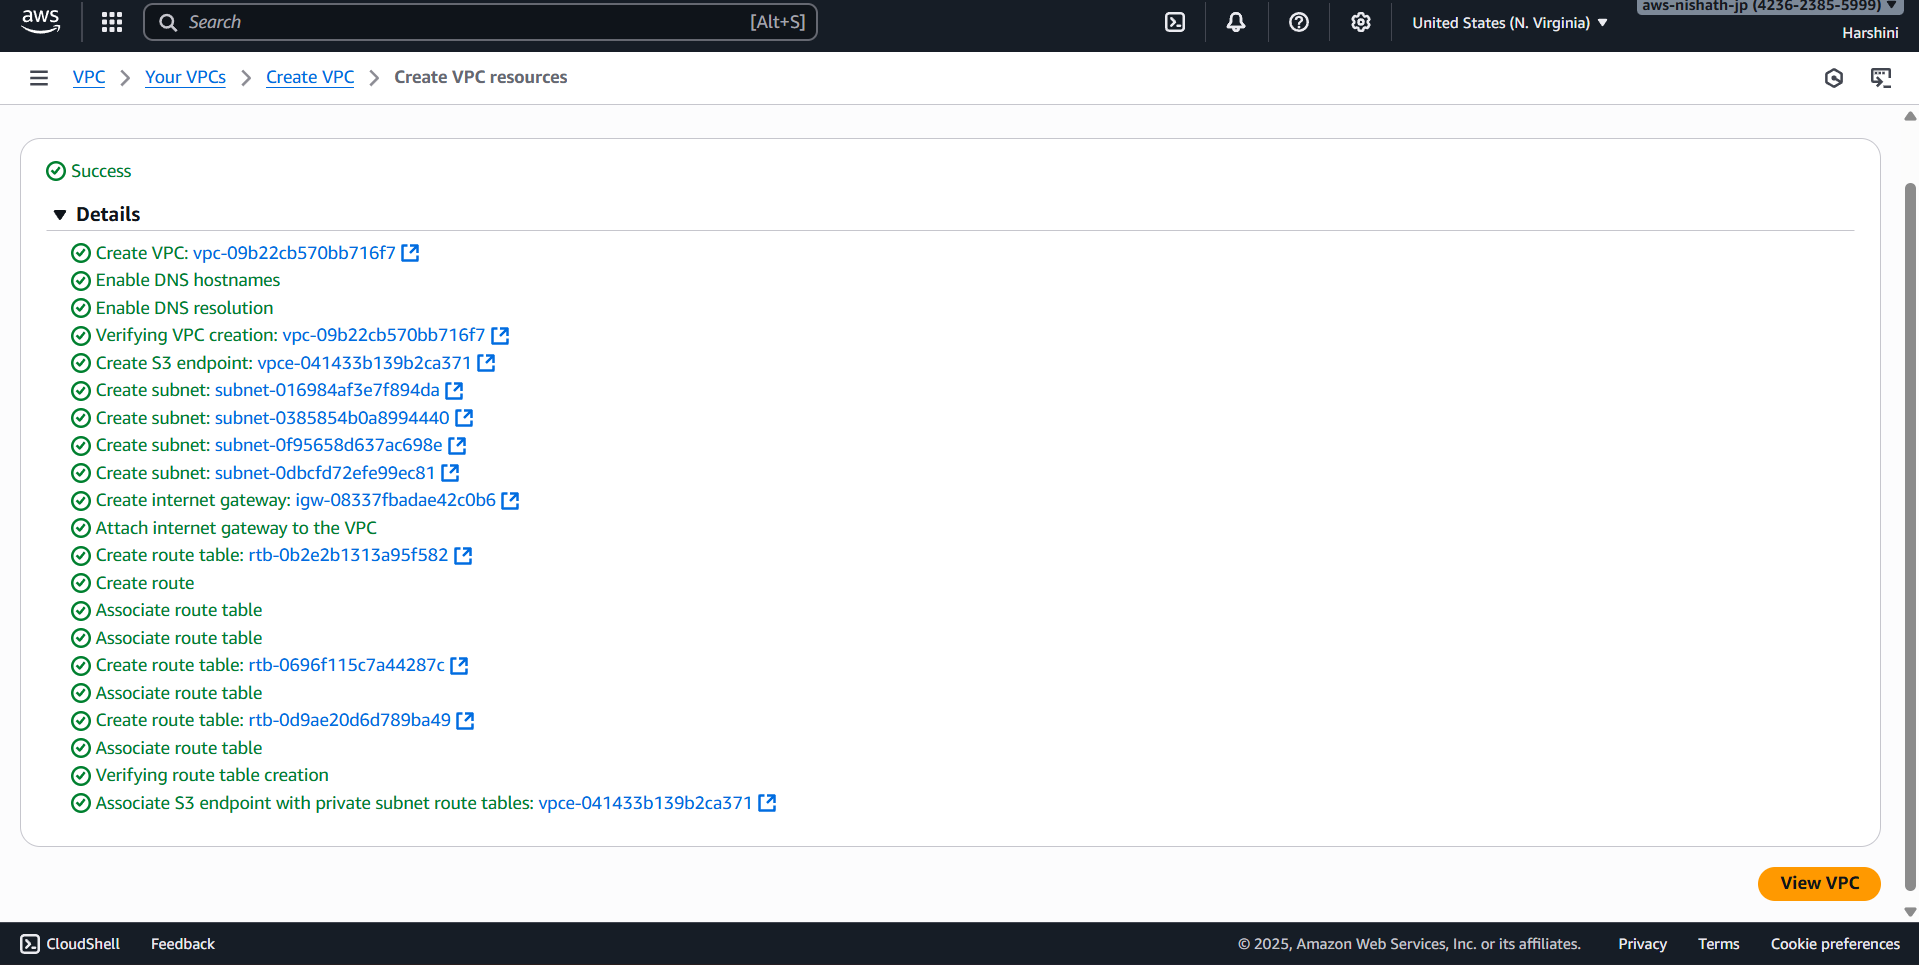 aws
Search
[Alt+S]
United States (N. Virginia)
aws-nishath-jp (4236-2385-5999)
Harshini
VPC
Your VPCs
Create VPC
Create VPC resources
Success
Details
Create VPC: vpc-09b22cb570bb716f7
Enable DNS hostnames
Enable DNS resolution
Verifying VPC creation: vpc-09b22cb570bb716f7
Create S3 endpoint: vpce-041433b139b2ca371
Create subnet: subnet-016984af3e7f894da
Create subnet: subnet-0385854b0a8994440
Create subnet: subnet-0f95658d637ac698e
Create subnet: subnet-0dbcfd72efe99ec81
Create internet gateway: igw-08337fbadae42c0b6
Attach internet gateway to the VPC
Create route table: rtb-0b2e2b1313a95f582
Create route
Associate route table
Associate route table
Create route table: rtb-0696f115c7a44287c
Associate route table
Create route table: rtb-0d9ae20d6d789ba49
Associate route table
Verifying route table creation
Associate S3 endpoint with private subnet route tables: vpce-041433b139b2ca371
View VPC
CloudShell
Feedback
© 2025, Amazon Web Services, Inc. or its affiliates.
Privacy
Terms
Cookie preferences